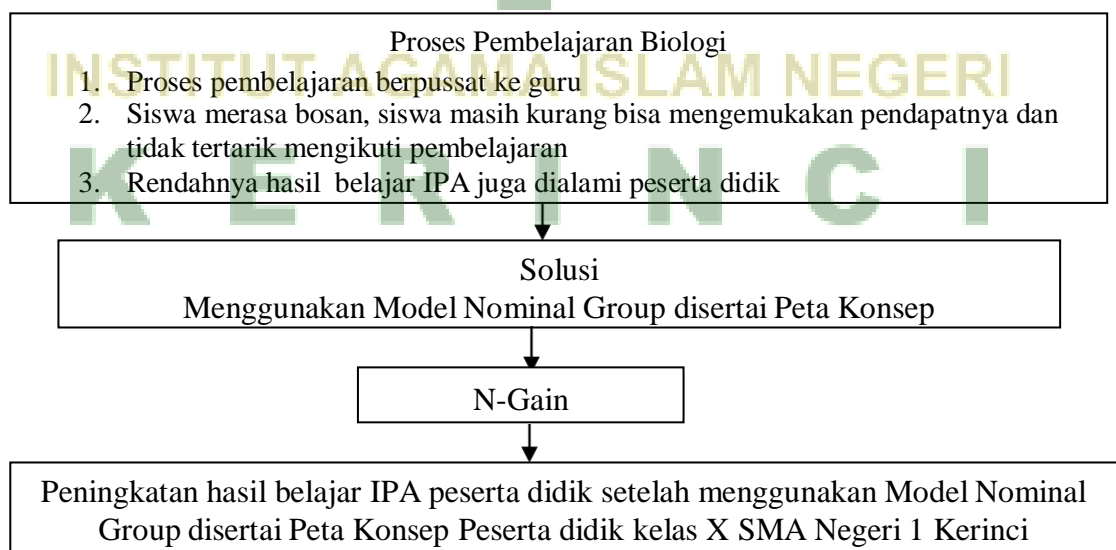 Proses Pembelajaran Biologi
INSTITUT AGAMA ISLAM NEGERI
1. Proses pembelajaran berpussat ke guru
2. Siswa merasa bosan, siswa masih kurang bisa mengemukakan pendapatnya dan
tidak tertarik mengikuti pembelajaran
3. Rendahnya hasil belajar IPA juga dialami peserta didik
KERINCI
Solusi
Menggunakan Model Nominal Group disertai Peta Konsep
N-Gain
Peningkatan hasil belajar IPA peserta didik setelah menggunakan Model Nominal
Group disertai Peta Konsep Peserta didik kelas X SMA Negeri 1 Kerinci